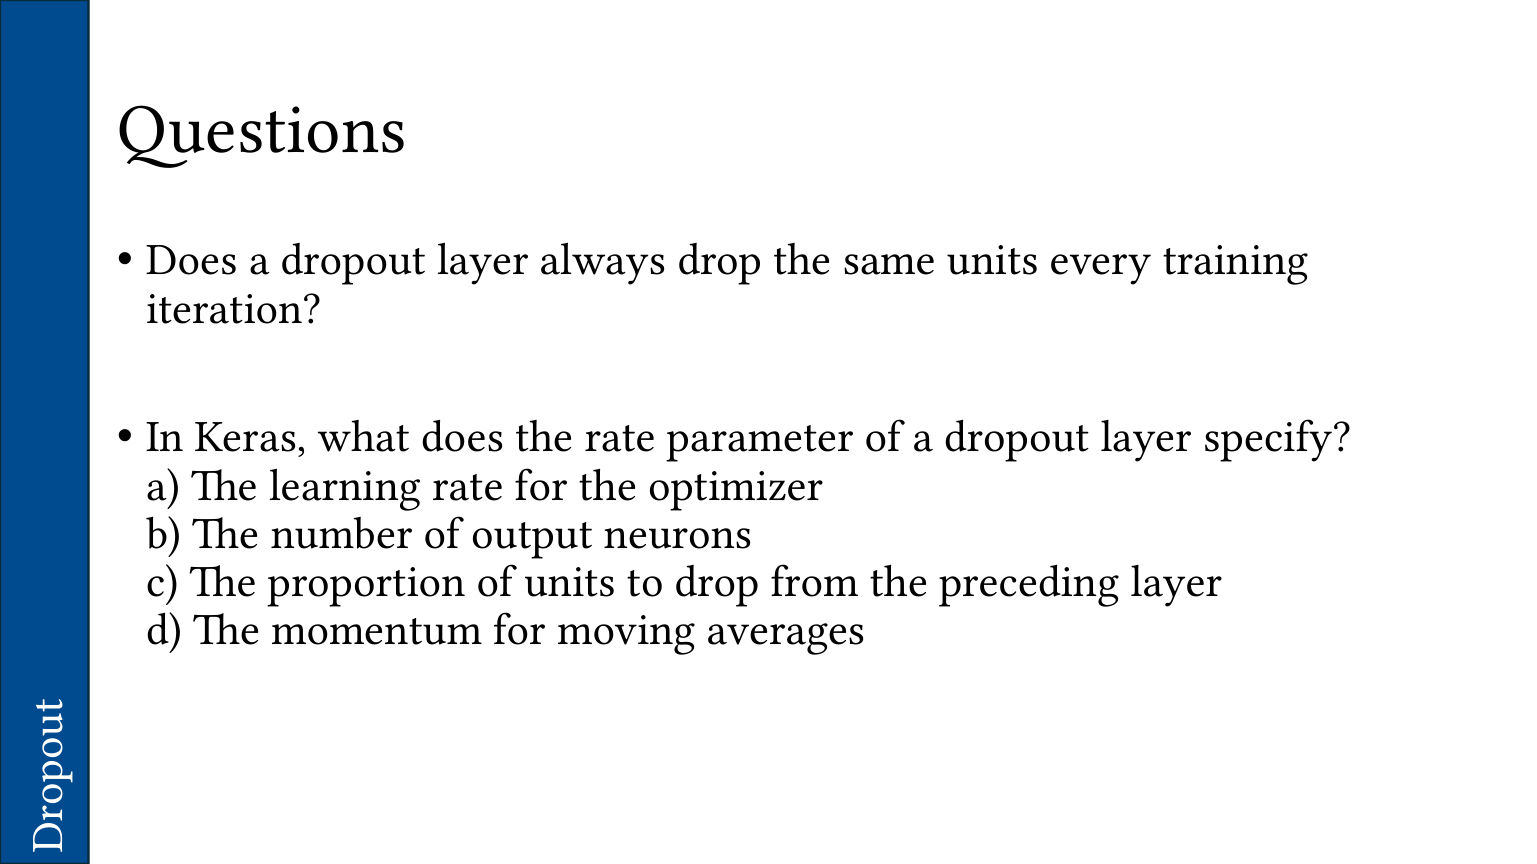 Questions
• Does a dropout layer always drop the same units every training
iteration?
• In Keras, what does the rate parameter of a dropout layer specify?
a) The learning rate for the optimizer
b) The number of output neurons
c) The proportion of units to drop from the preceding layer
d) The momentum for moving averages
Dropout